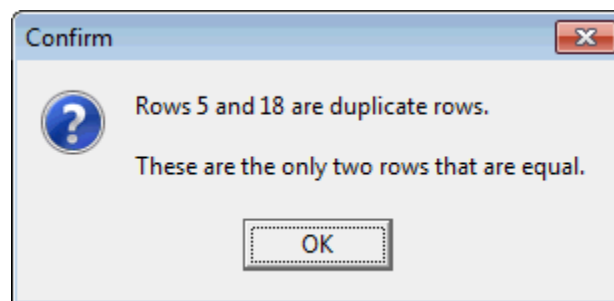 Confirm
Rows 5 and 18 are duplicate rows.
These are the only two rows that are equal.
OK